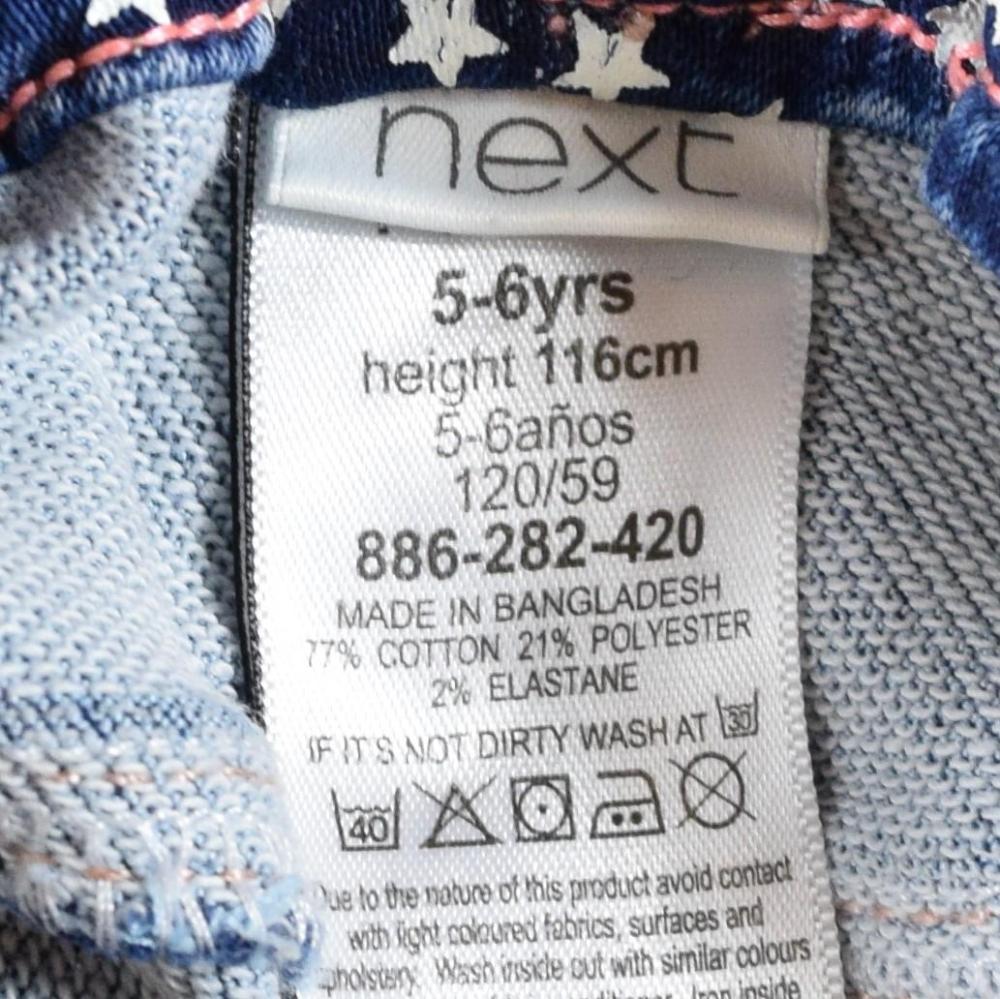 next
5-6yrs
height 116cm
5-6años
120/59
886-282-420
MADE IN BANGLADESH
77% COTTON 21% POLYESTER
2% ELASTANE
IF IT'S NOT DIRTY WASH AT 30
40
Due to the nature of this product avoid contact
with light coloured fabrics, surfaces and
upholstery. Wash inside out with similar colours
Iron inside